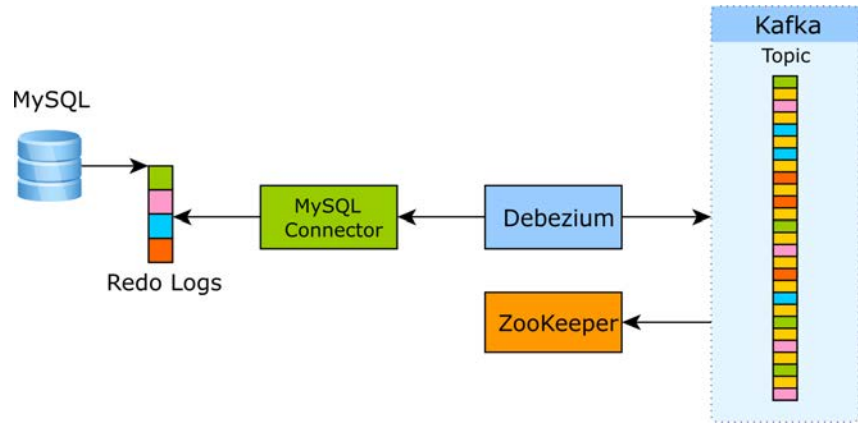 Kafka
Topic
MySQL
MySQL
Connector
Debezium
Redo Logs
ZooKeeper